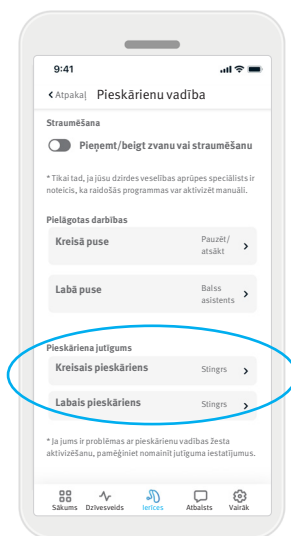 9:41
Atpakaļ Pieskārienu vadība
Straumēšana
Pieņemt/beigt zvanu vai straumēšanu
* Tikai tad, ja jūsu dzirdes veselības aprūpes speciālists ir
noteicis, ka raidošās programmas var aktivizēt manuāli.
Pielāgotas darbības
Kreisā puse Pauzēt/
atsākt
Labā puse Balss
asistents
Pieskāriena jutīgums
Kreisais pieskāriens Stingrs
Labais pieskāriens Stingrs
* Ja jums ir problēmas ar pieskārienu vadības žesta
aktivizēšanu, pamēģiniet nomainīt jutīguma iestatījumus.
Sākums Dzīvesveids Ierīces Atbalsts Vairāk